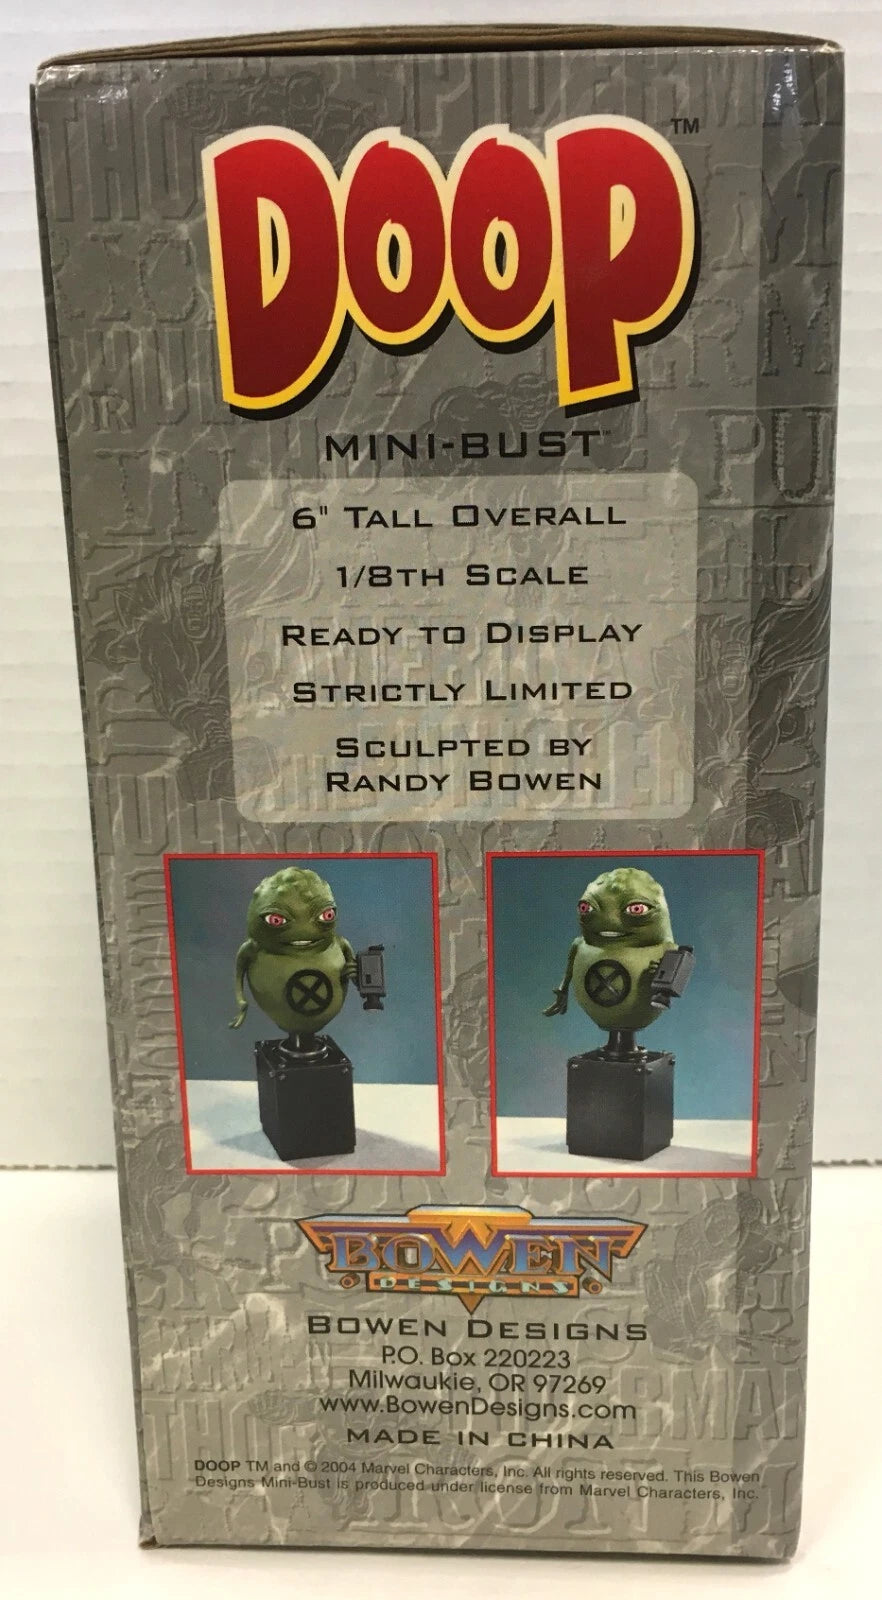 DOOP™
MINI-BUST™
6" TALL OVERALL
1/8TH SCALE
READY TO DISPLAY
STRICTLY LIMITED
SCULPTED BY
RANDY BOWEN
BOWEN
DESIGNS
BOWEN DESIGNS
P.O. Box 220223
Milwaukie, OR 97269
www.BowenDesigns.com
MADE IN CHINA
DOOP TM and © 2004 Marvel Characters, Inc. All rights reserved. This Bowen
Designs Mini-Bust is produced under license from Marvel Characters, Inc.